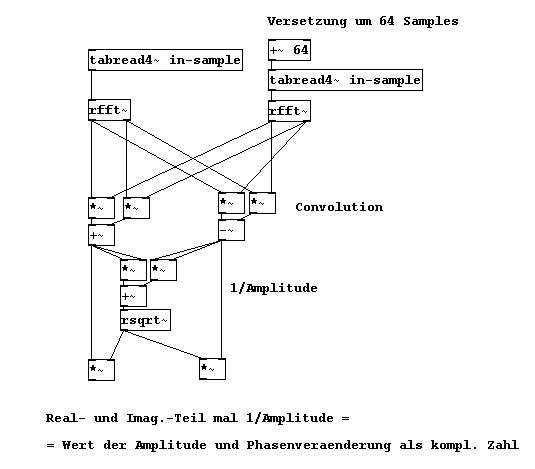 Versetzung um 64 Samples
+~ 64
tabread4~ in-sample
tabread4~ in-sample
rfft~
rfft~
*~ *~ *~ *~
Convolution
+~ -~
*~ *~
+~
1/Amplitude
rsqrt~
*~ *~
Real- und Imag.-Teil mal 1/Amplitude =
= Wert der Amplitude und Phasenveraenderung als kompl. Zahl